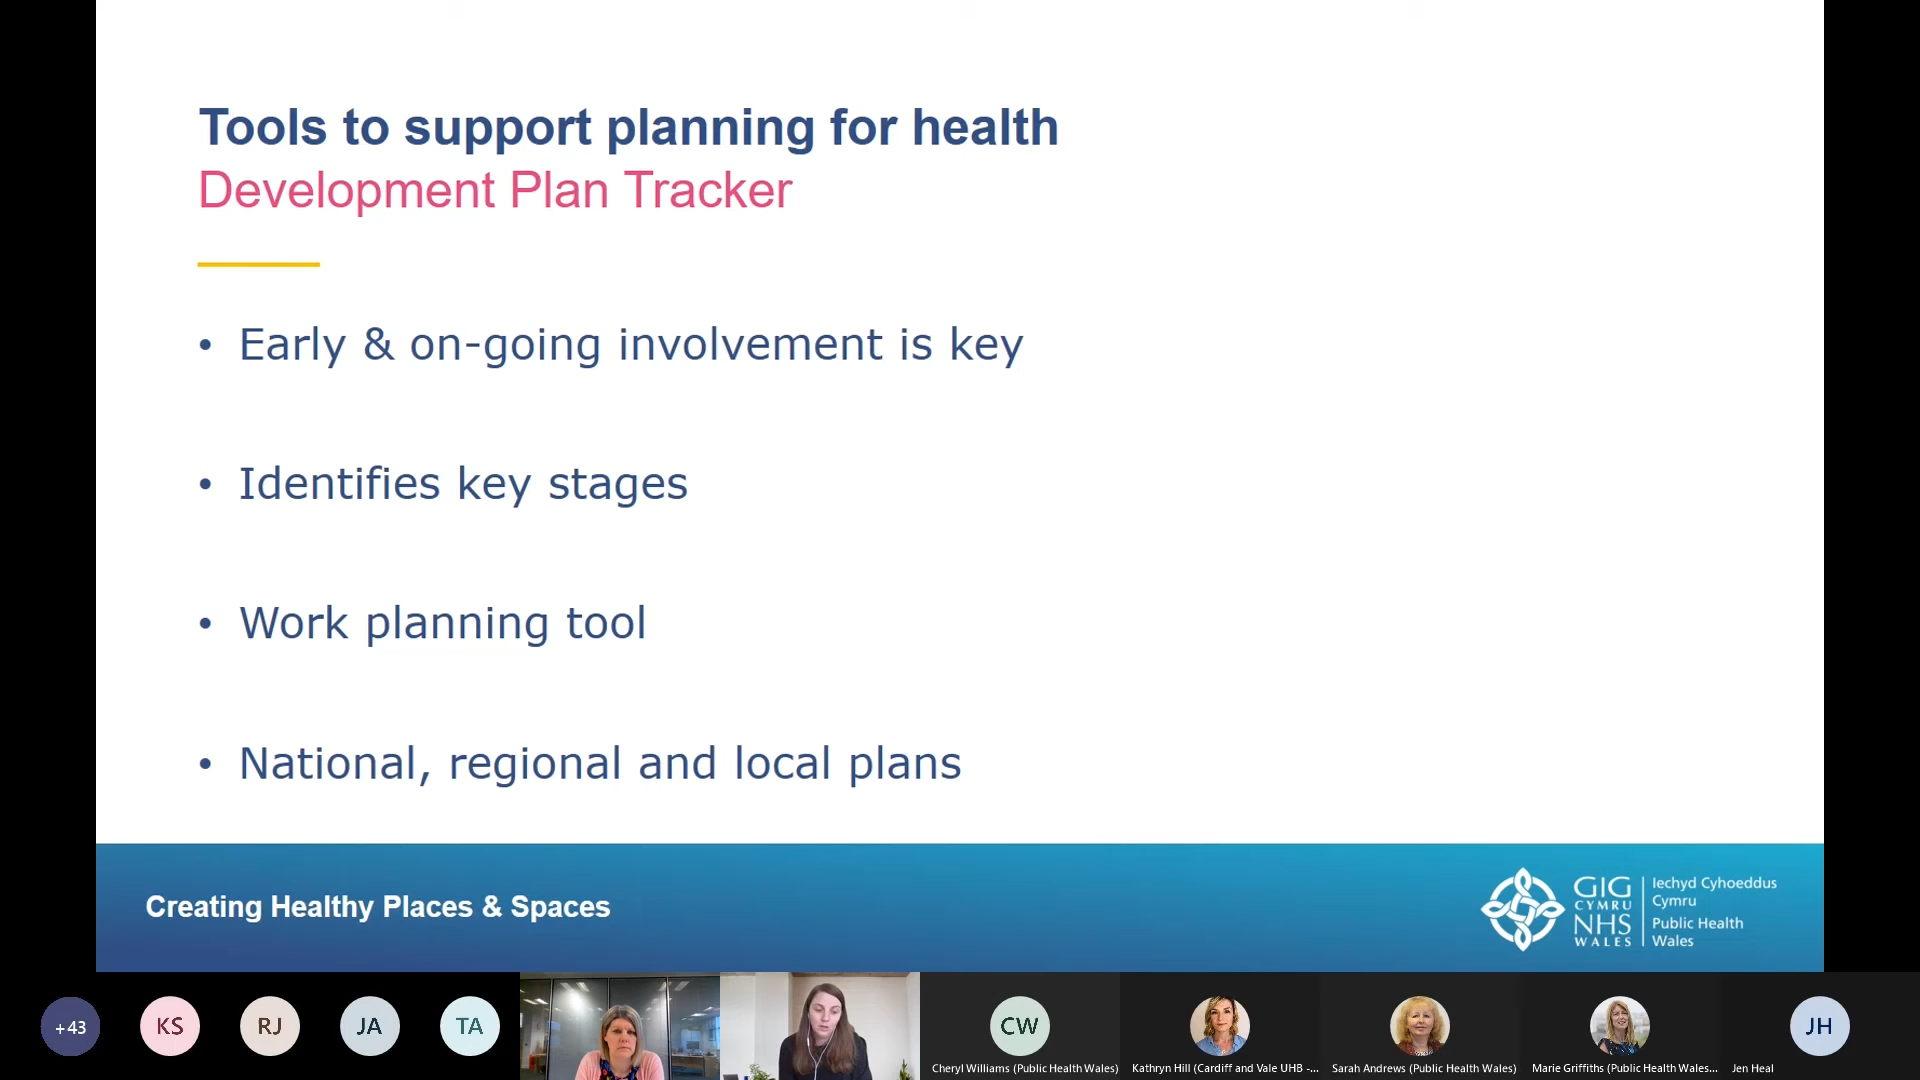 Tools to support planning for health
Development Plan Tracker
• Early & on-going involvement is key
• Identifies key stages
• Work planning tool
• National, regional and local plans
Creating Healthy Places & Spaces
GIG
CYMRU
NHS
WALES
Iechyd Cyhoeddus
Cymru
Public Health
Wales
+43
KS
RJ
JA
TA
CW
JH
Cheryl Williams (Public Health Wales)
Kathryn Hill (Cardiff and Vale UHB -...
Sarah Andrews (Public Health Wales)
Marie Griffiths (Public Health Wales...
Jen Heal